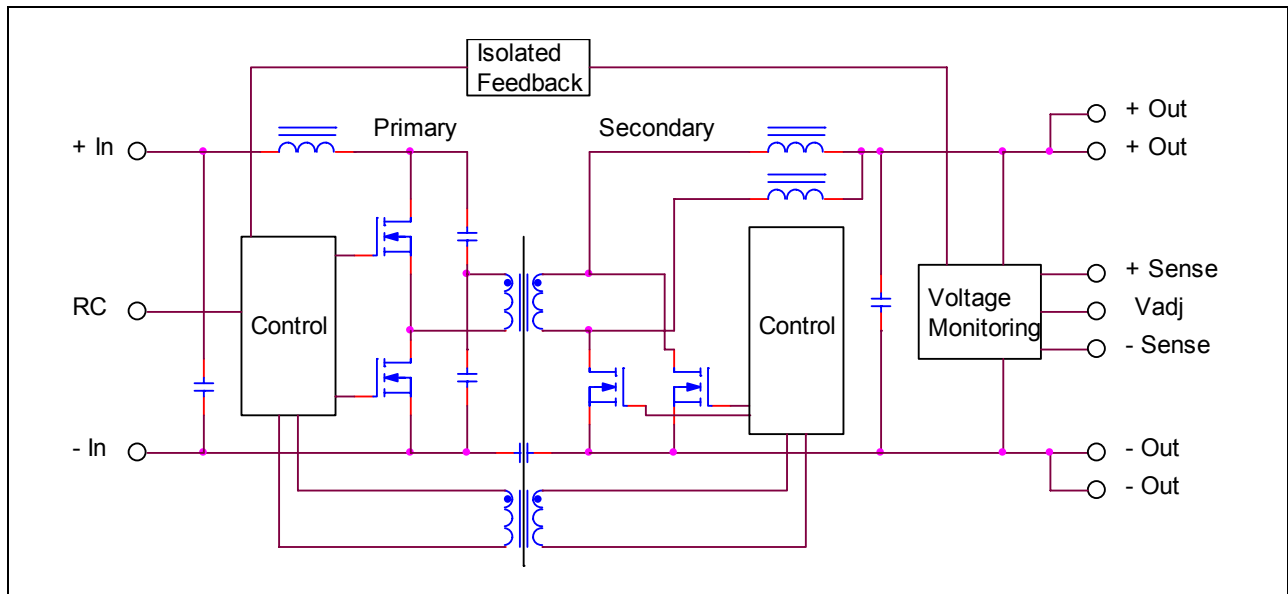 Isolated
Feedback
Primary
Secondary
+ Out
+ In
+ Out
+ Sense
RC
Control
Control
Voltage
Monitoring
Vadj
- Sense
- In
- Out
- Out